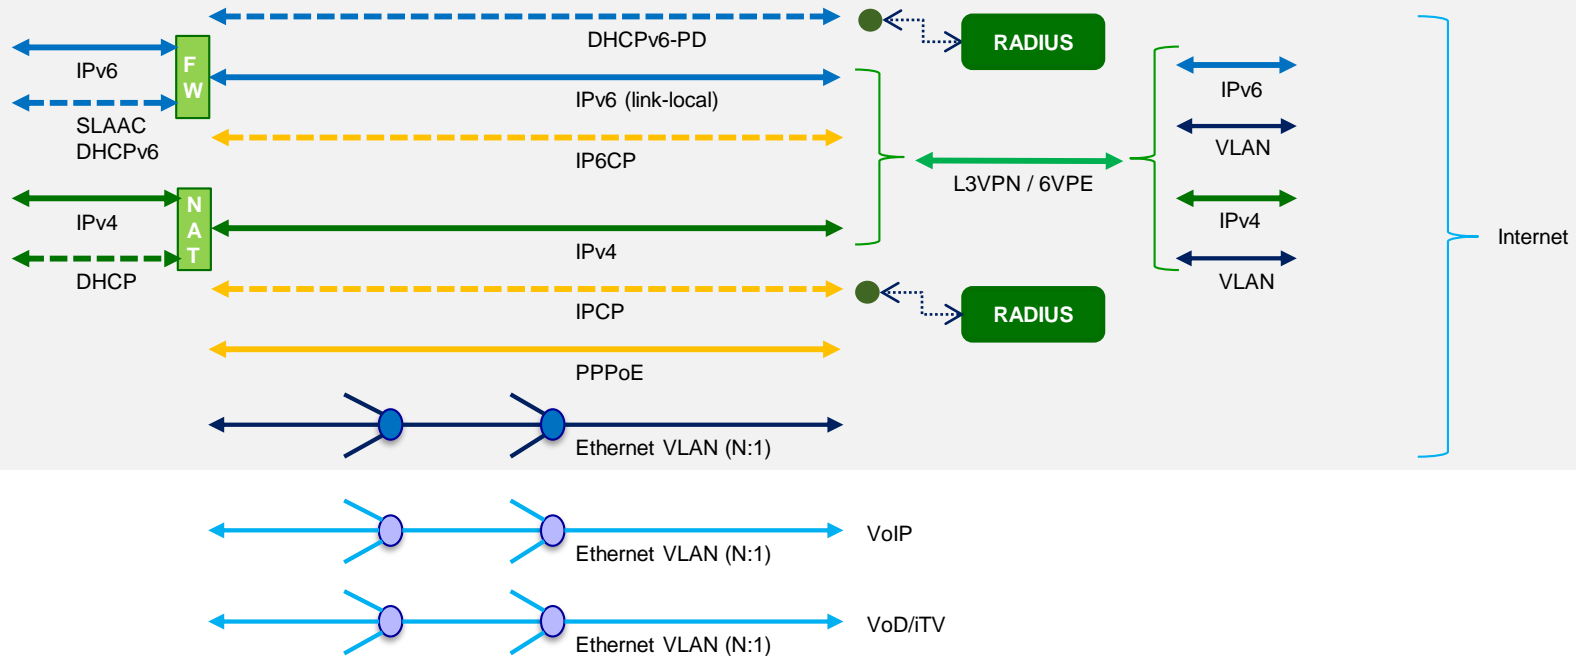 DHCPv6-PD
RADIUS
IPv6
F
W
IPv6 (link-local)
IPv6
SLAAC
DHCPv6
IP6CP
VLAN
L3VPN / 6VPE
IPv4
N
A
T
IPv4
IPv4
Internet
DHCP
VLAN
IPCP
RADIUS
PPPoE
Ethernet VLAN (N:1)
VoIP
Ethernet VLAN (N:1)
VoD/iTV
Ethernet VLAN (N:1)